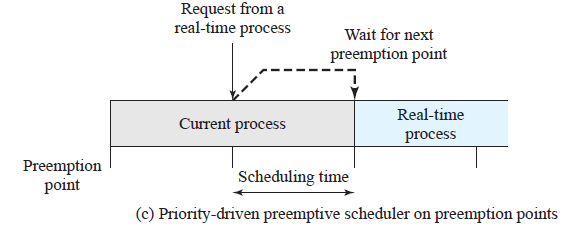 Request from a
real-time process
Wait for next
preemption point
Current process
Real-time
process
Preemption
point
Scheduling time
(c) Priority-driven preemptive scheduler on preemption points